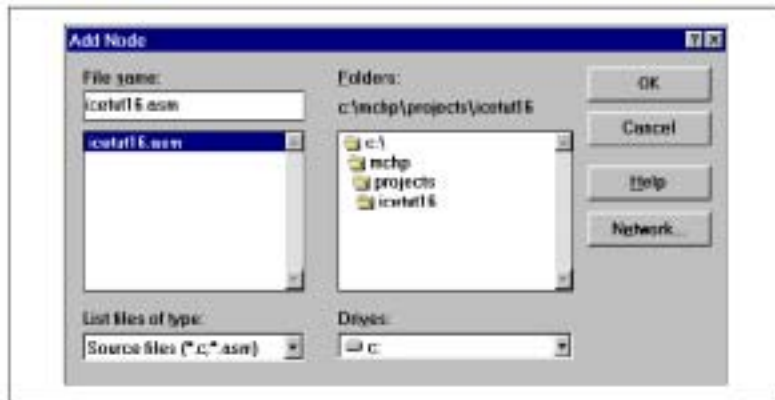 Add Node
File name:
icetut16.asm
icetut16.asm
List files of type:
Source files (*.c;*.asm)
Folders:
c:\mchp\projects\icetut16
c:\
mchp
projects
icetut16
Drives:
c:
OK
Cancel
Help
Network...